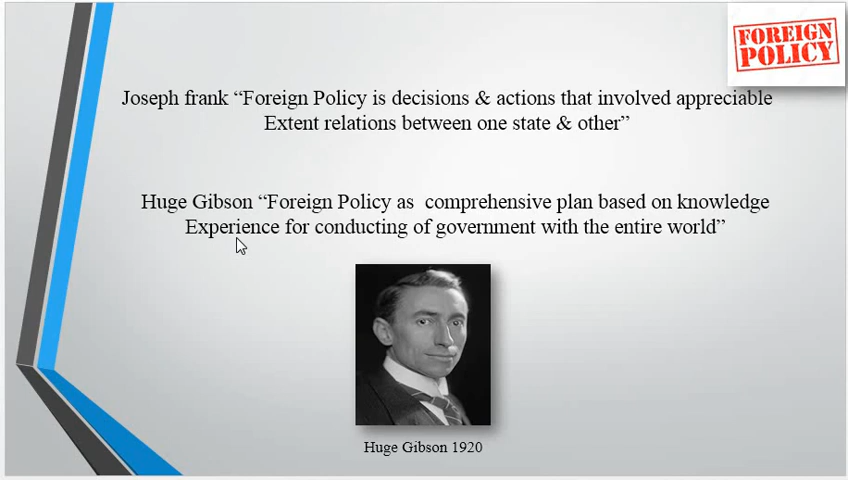 FOREIGN
POLICY
Joseph frank “Foreign Policy is decisions & actions that involved appreciable
Extent relations between one state & other”
Huge Gibson “Foreign Policy as comprehensive plan based on knowledge
Experience for conducting of government with the entire world”
Huge Gibson 1920